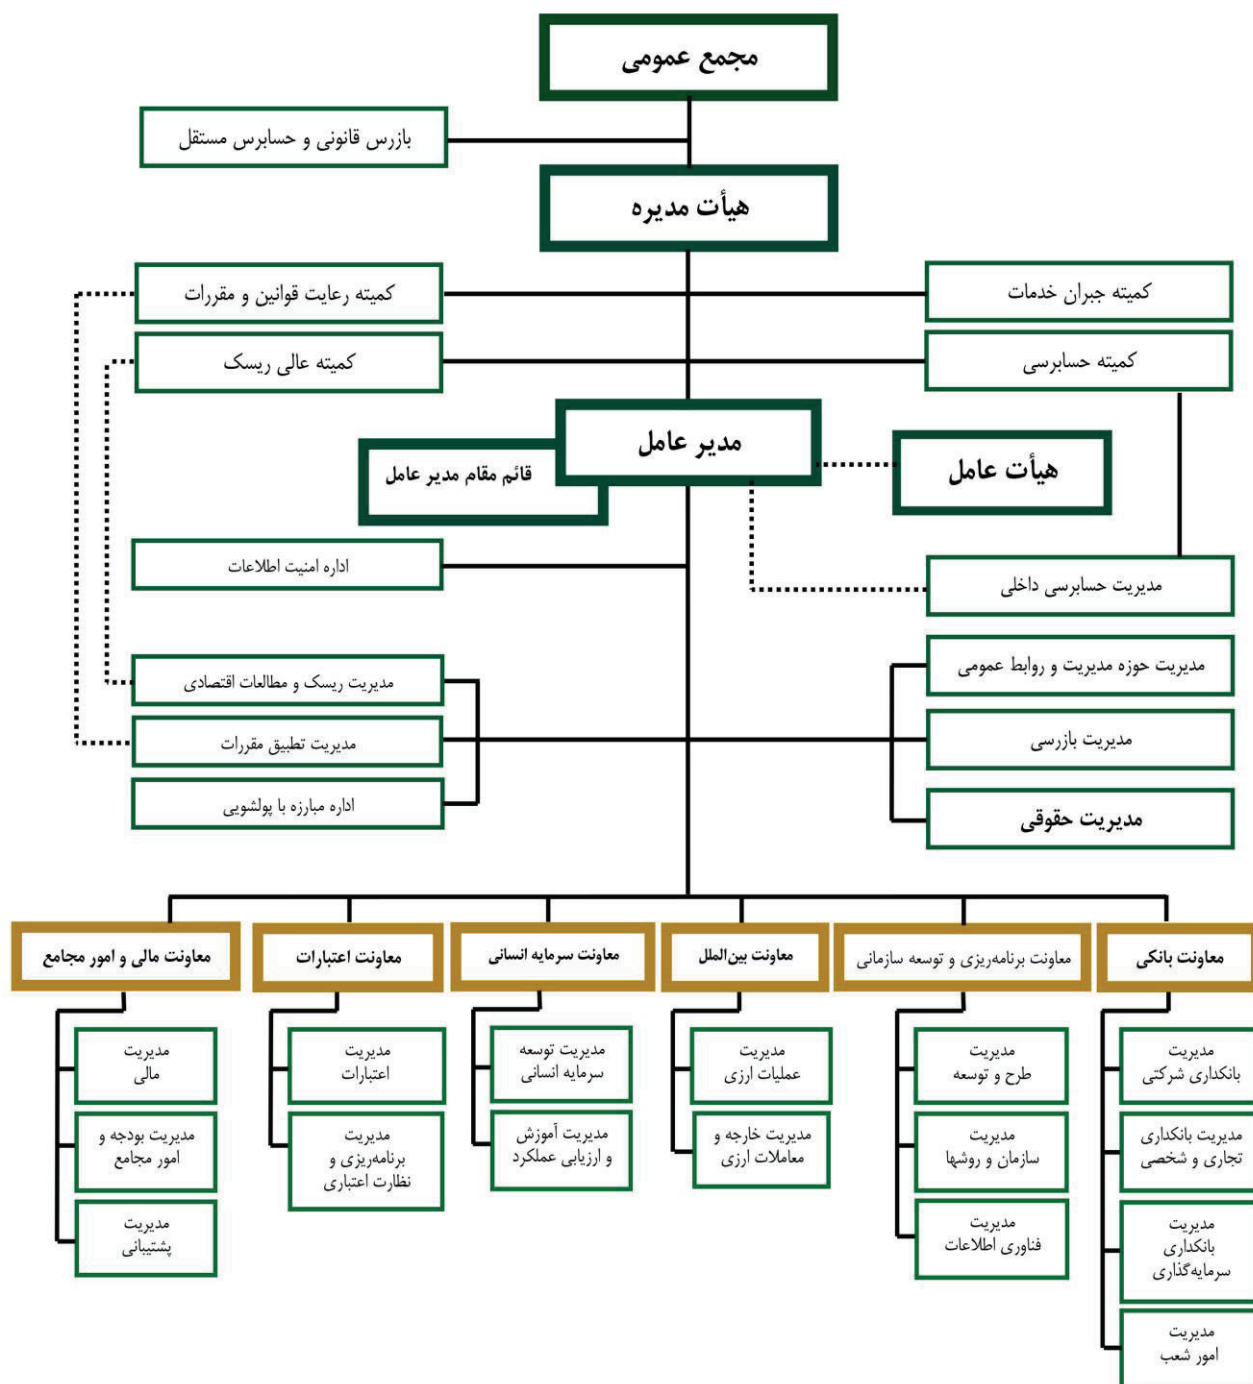 مجمع عمومی
بازرس قانونی و حسابرس مستقل
هیأت مدیره
کمیته جبران خدمات
کمیته رعایت قوانین و مقررات
کمیته حسابرسی
کمیته عالی ریسک
مدیر عامل
هیأت عامل
قائم مقام مدیر عامل
اداره امنیت اطلاعات
مدیریت حسابرسی داخلی
مدیریت حوزه مدیریت و روابط عمومی
مدیریت ریسک و مطالعات اقتصادی
مدیریت بازرسی
مدیریت تطبیق مقررات
مدیریت حقوقی
اداره مبارزه با پولشویی
معاونت بانکی
معاونت برنامه‌ریزی و توسعه سازمانی
معاونت بین‌الملل
معاونت سرمایه انسانی
معاونت اعتبارات
معاونت مالی و امور مجامع
مدیریت
بانکداری شرکتی
مدیریت بانکداری
تجاری و شخصی
مدیریت
بانکداری
سرمایه‌گذاری
مدیریت
امور شعب
مدیریت
طرح و توسعه
مدیریت
سازمان و روشها
مدیریت
فناوری اطلاعات
مدیریت
عملیات ارزی
مدیریت خارجه و
معاملات ارزی
مدیریت توسعه
سرمایه انسانی
مدیریت آموزش
و ارزیابی عملکرد
مدیریت
اعتبارات
مدیریت
برنامه‌ریزی و
نظارت اعتباری
مدیریت
مالی
مدیریت بودجه و
امور مجامع
مدیریت
پشتیبانی